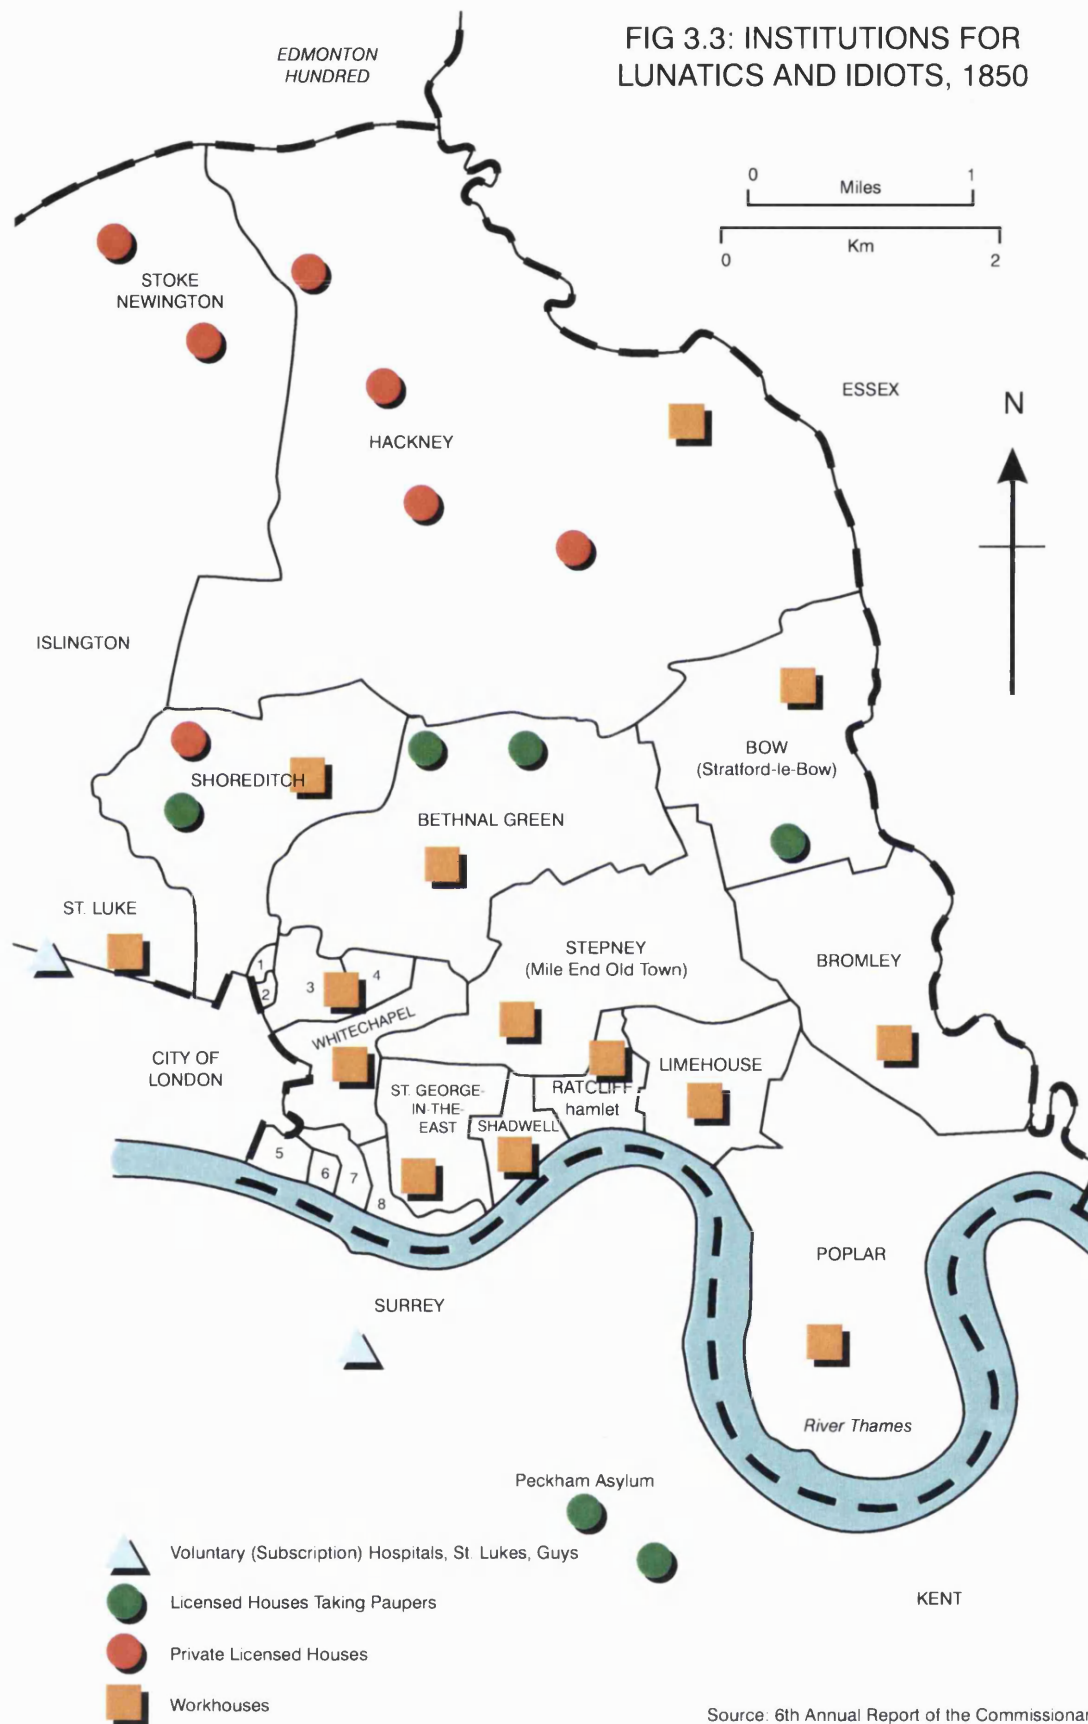 FIG 3.3: INSTITUTIONS FOR
LUNATICS AND IDIOTS, 1850
EDMONTON
HUNDRED
0 1
Miles
Km
0 2
STOKE
NEWINGTON
ESSEX
N
HACKNEY
ISLINGTON
BOW
(Stratford-le-Bow)
SHOREDITCH
BETHNAL GREEN
ST. LUKE
STEPNEY
(Mile End Old Town)
BROMLEY
1
2
3
4
WHITECHAPEL
CITY OF
LONDON
LIMEHOUSE
ST. GEORGE-
IN-THE-
EAST
RATCLIFF
hamlet
SHADWELL
5
6
7
8
POPLAR
SURREY
River Thames
Peckham Asylum
Voluntary (Subscription) Hospitals, St. Lukes, Guys
Licensed Houses Taking Paupers
KENT
Private Licensed Houses
Workhouses
Source: 6th Annual Report of the Commissionar